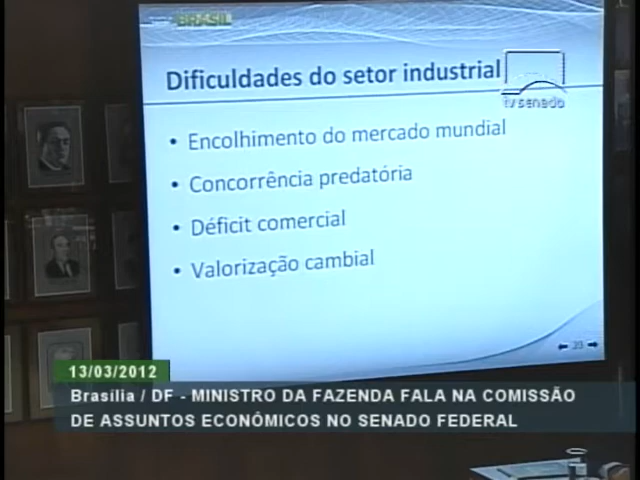 BRASIL
Dificuldades do setor industrial
tv senado
• Encolhimento do mercado mundial
• Concorrência predatória
• Déficit comercial
• Valorização cambial
13/03/2012
Brasília / DF - MINISTRO DA FAZENDA FALA NA COMISSÃO
DE ASSUNTOS ECONÔMICOS NO SENADO FEDERAL